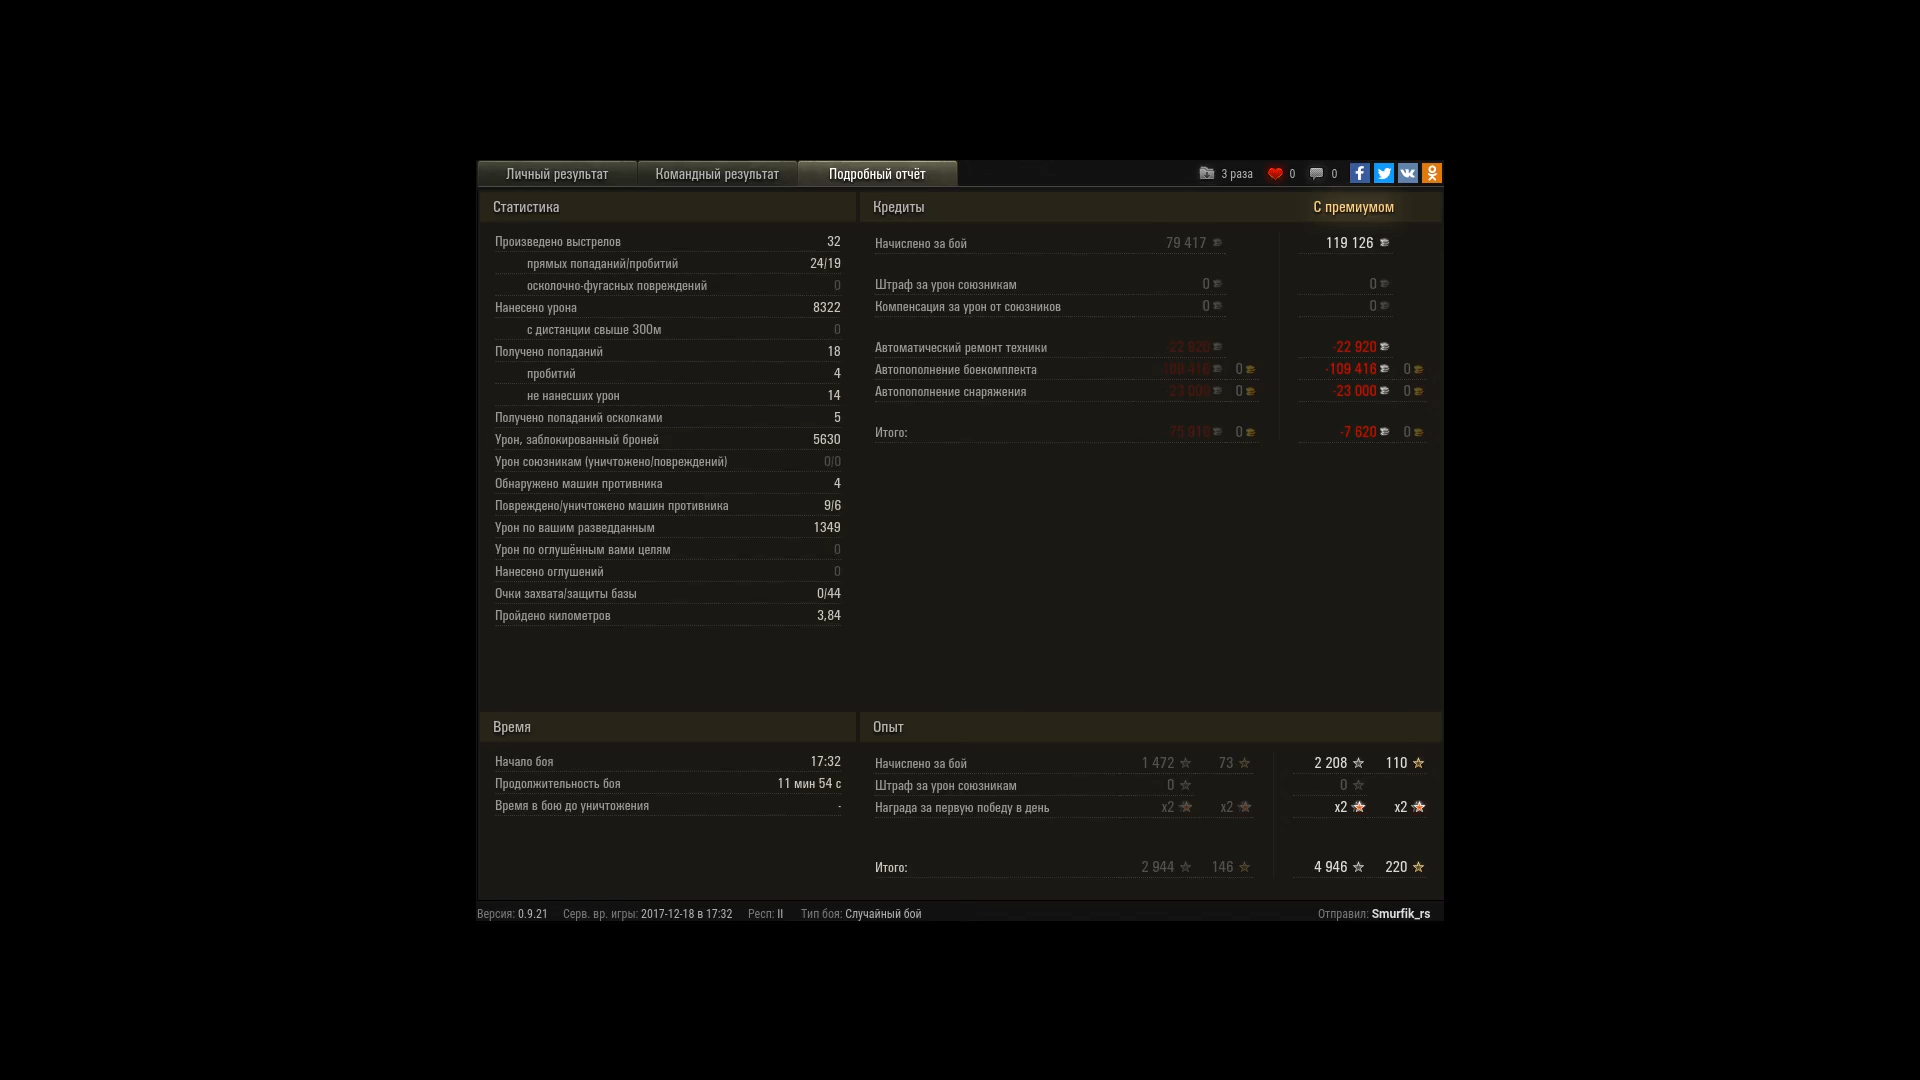 Личный результат Командный результат Подробный отчёт 3 раза 0 0
Статистика
Произведено выстрелов 32
прямых попаданий/пробитий 24/19
осколочно-фугасных повреждений 0
Нанесено урона 8322
с дистанции свыше 300м 0
Получено попаданий 18
пробитий 4
не нанесших урон 14
Получено попаданий осколками 5
Урон, заблокированный броней 5630
Урон союзникам (уничтожено/повреждений) 0/0
Обнаружено машин противника 4
Повреждено/уничтожено машин противника 9/6
Урон по вашим разведданным 1349
Урон по оглушённым вами целям 0
Нанесено оглушений 0
Очки захвата/защиты базы 0/44
Пройдено километров 3,84
Кредиты С премиумом
Начислено за бой 79 417 119 126
Штраф за урон союзникам 0 0
Компенсация за урон от союзников 0 0
Автоматический ремонт техники -22 920 -22 920
Автопополнение боекомплекта -109 416 0 -109 416 0
Автопополнение снаряжения -23 000 0 -23 000 0
Итого: 0 -7 620 0
Время
Начало боя 17:32
Продолжительность боя 11 мин 54 с
Время в бою до уничтожения -
Опыт
Начислено за бой 1 472 73 2 208 110
Штраф за урон союзникам 0 0
Награда за первую победу в день x2 x2 x2 x2
Итого: 2 944 146 4 946 220
Версия: 0.9.21 Серв. вр. игры: 2017-12-18 в 17:32 Респ: II Тип боя: Случайный бой Отправил: Smurfik_rs